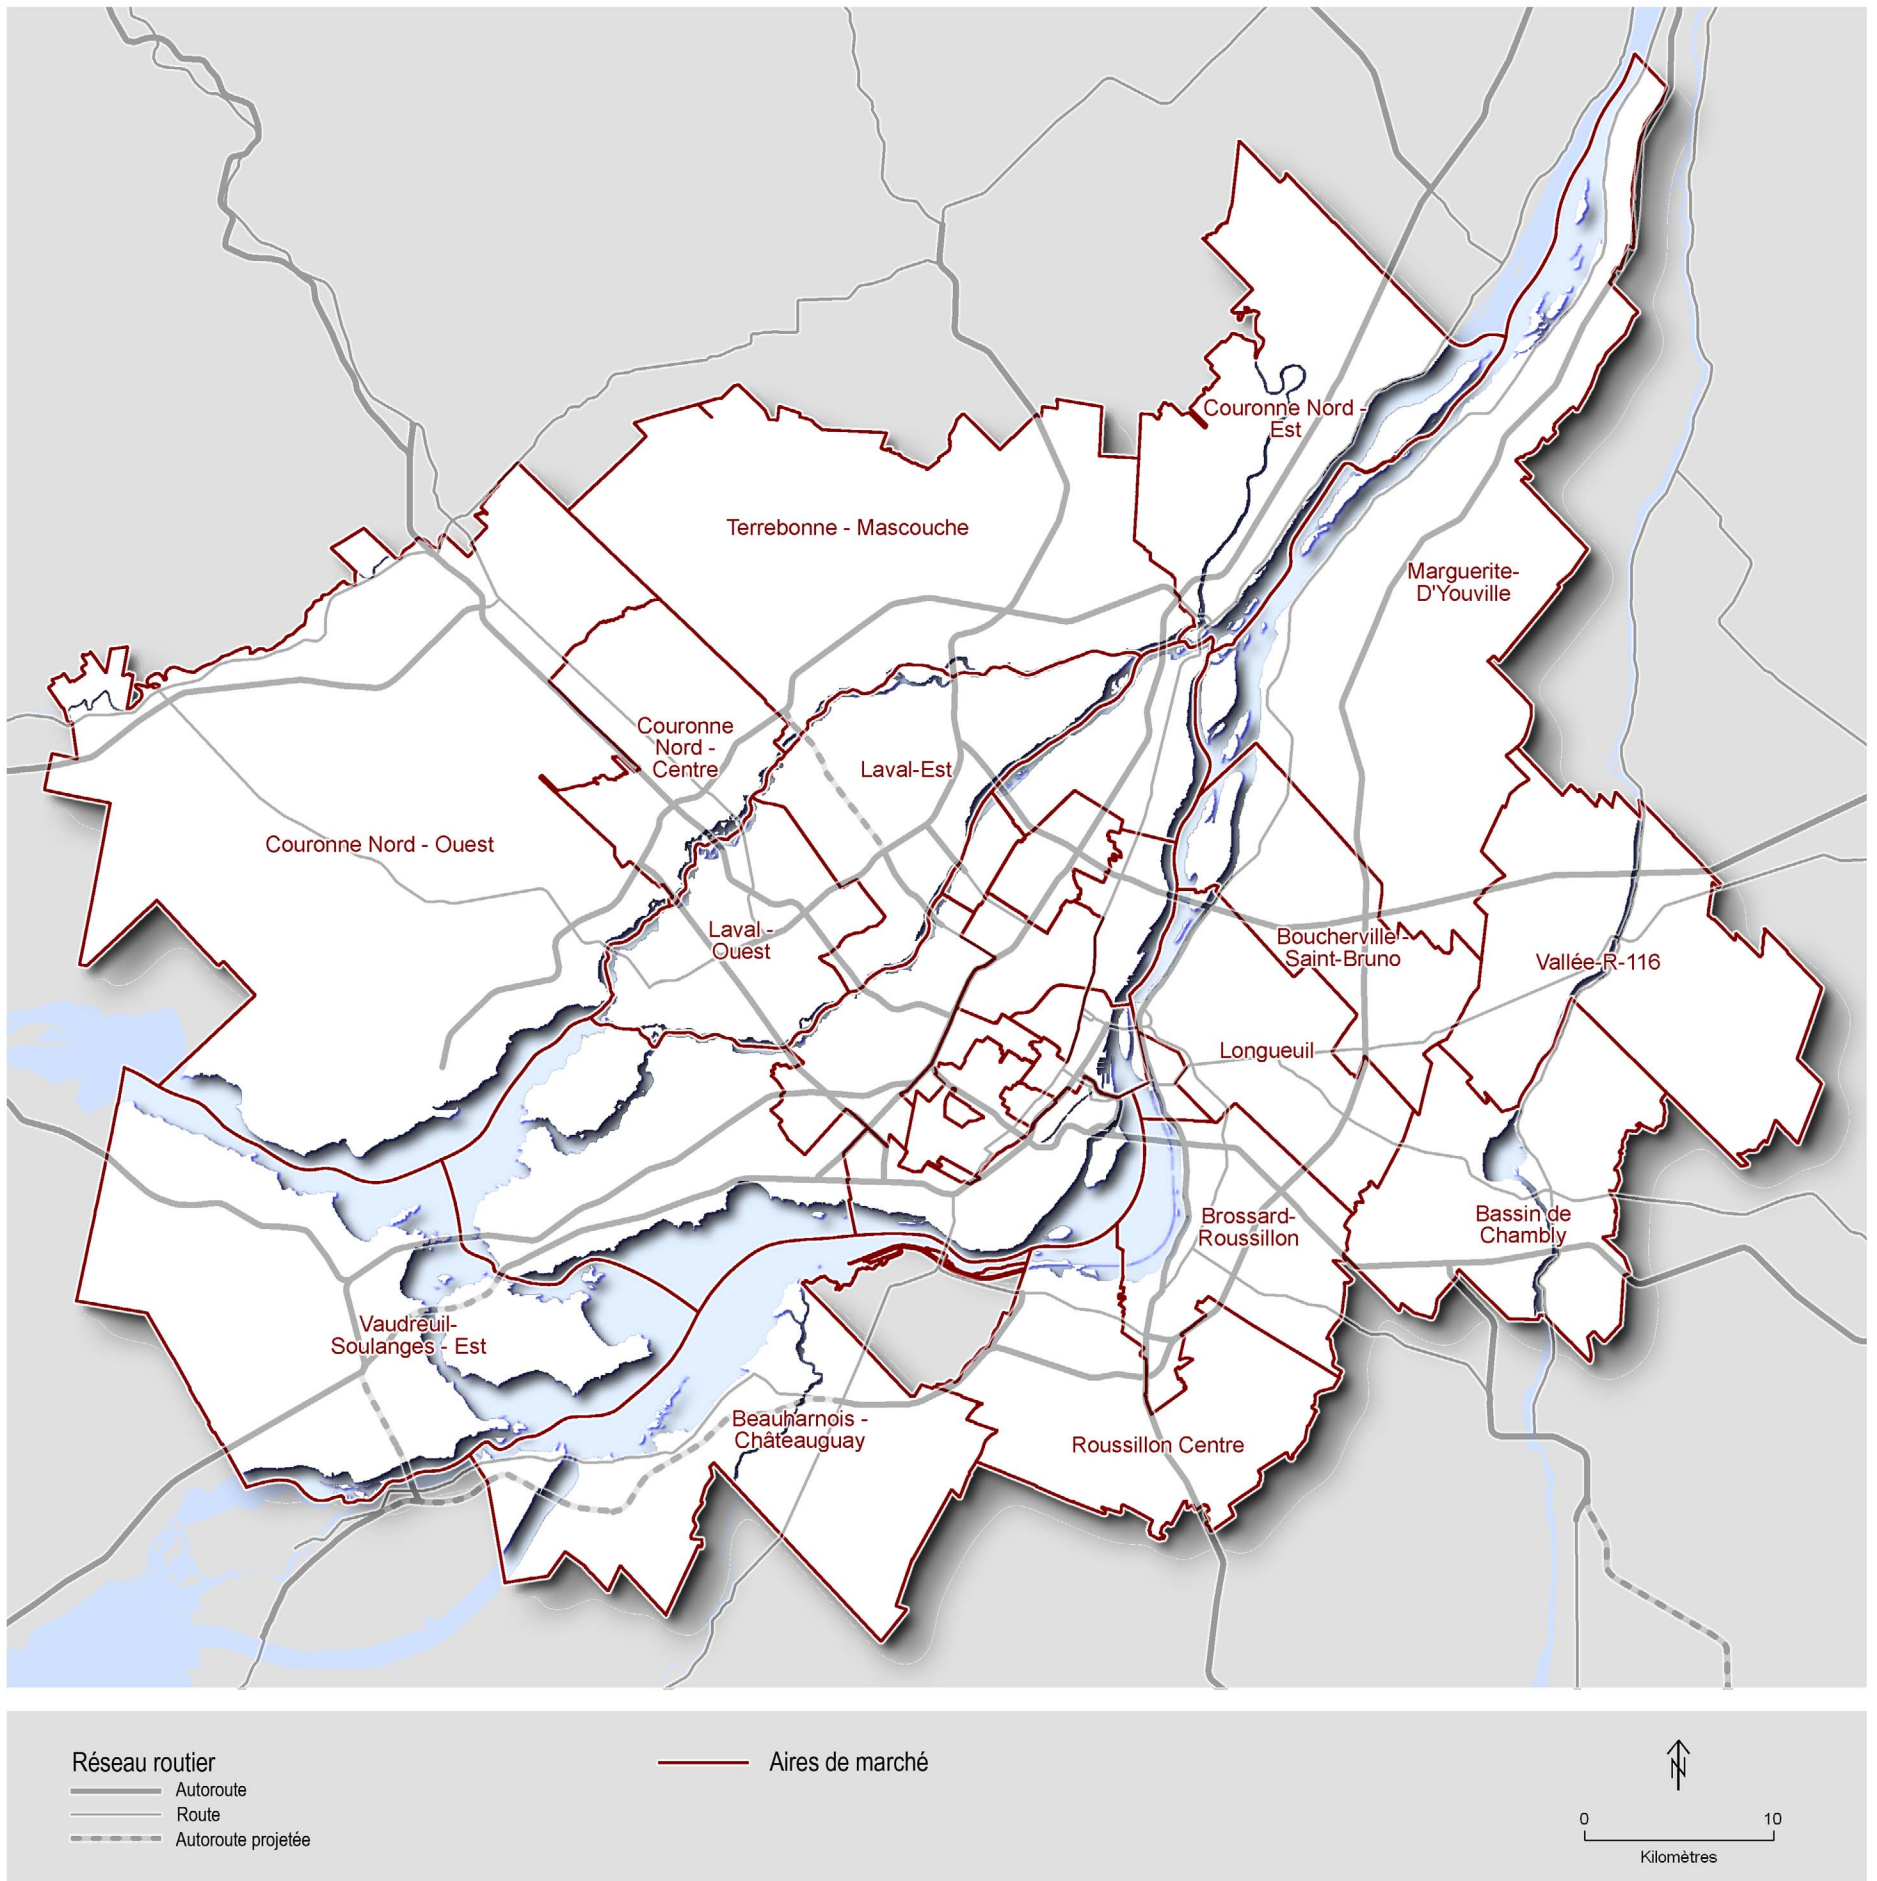 Couronne Nord -
Est
Terrebonne - Mascouche
Marguerite-
D'Youville
Couronne
Nord -
Centre
Laval-Est
Couronne Nord - Ouest
Laval -
Ouest
Boucherville -
Saint-Bruno
Vallée-R-116
Longueuil
Brossard-
Roussillon
Bassin de
Chambly
Vaudreuil-
Soulanges - Est
Beauharnois -
Châteauguay
Roussillon Centre
Réseau routier
Autoroute
Route
Autoroute projetée
Aires de marché
N
0 10
Kilomètres